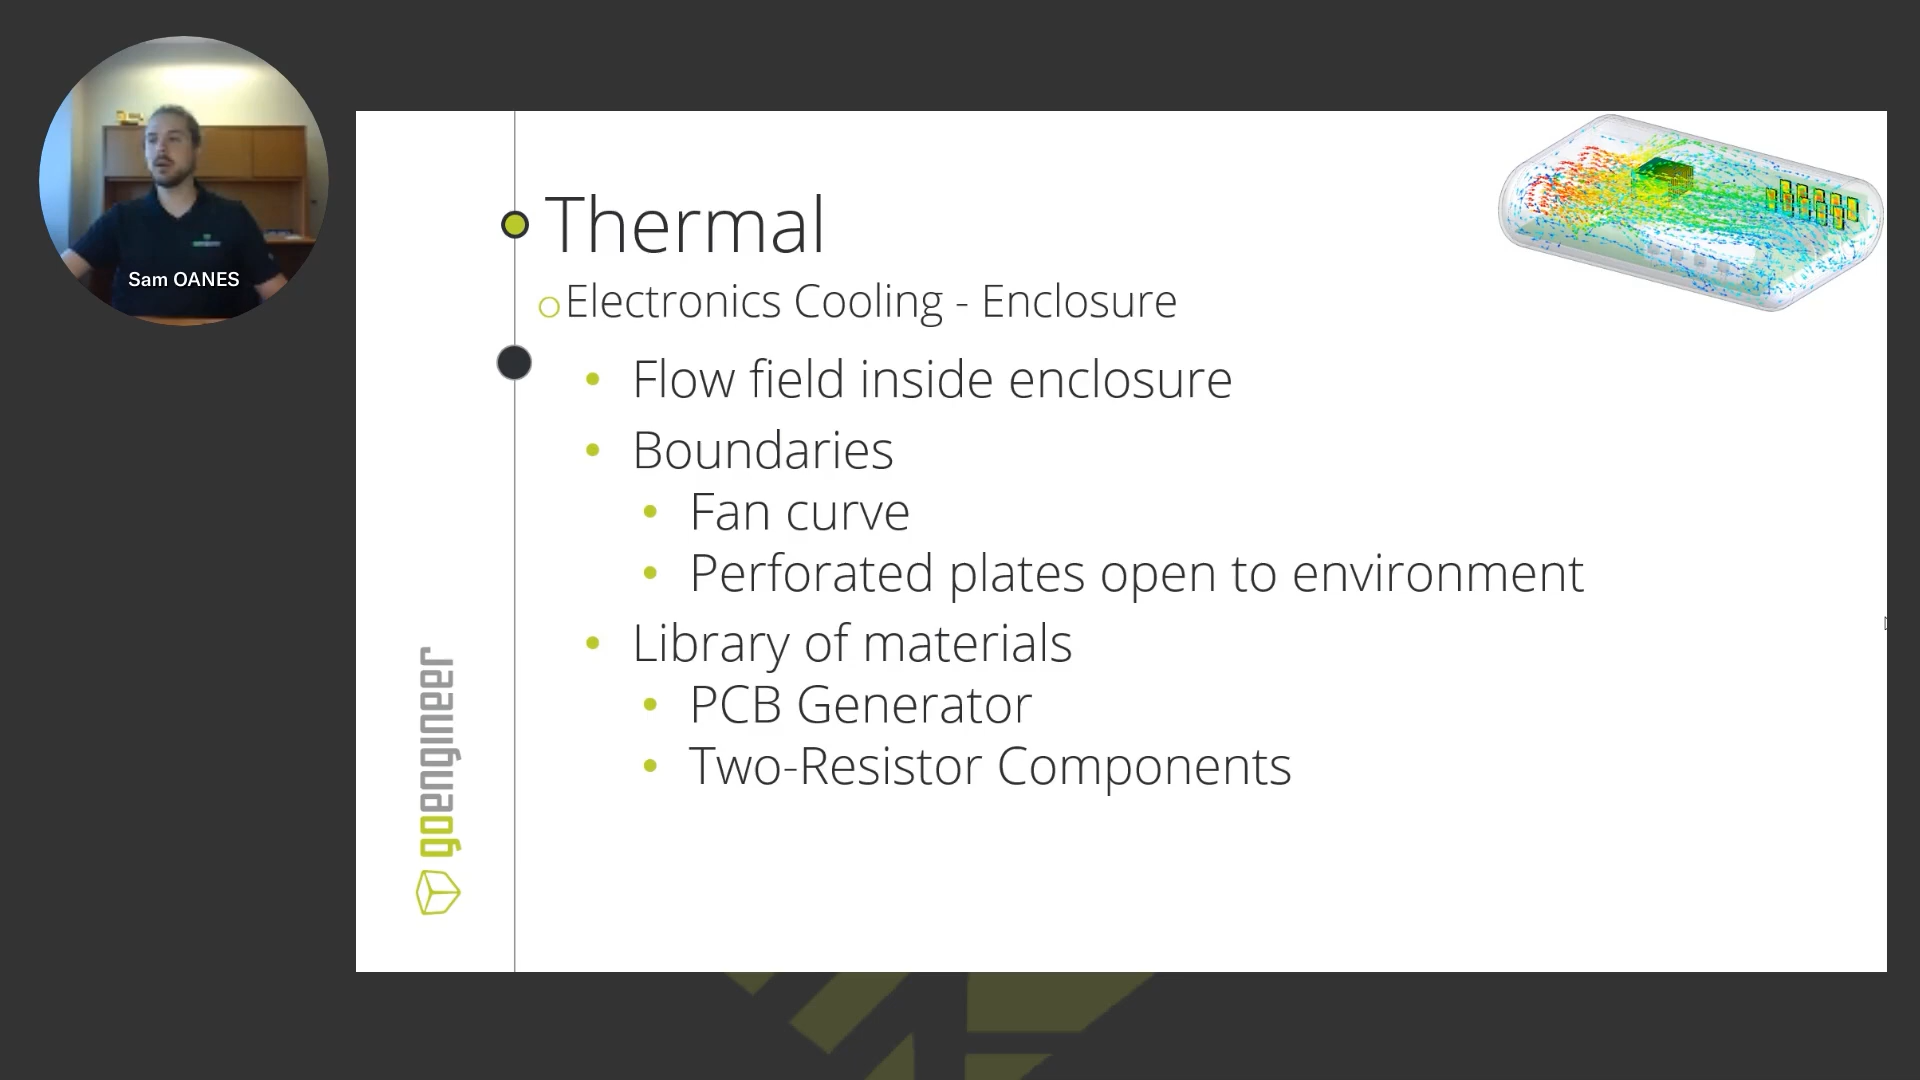 Sam OANES
Thermal
Electronics Cooling - Enclosure
Flow field inside enclosure
Boundaries
Fan curve
Perforated plates open to environment
Library of materials
PCB Generator
Two-Resistor Components
goengineer